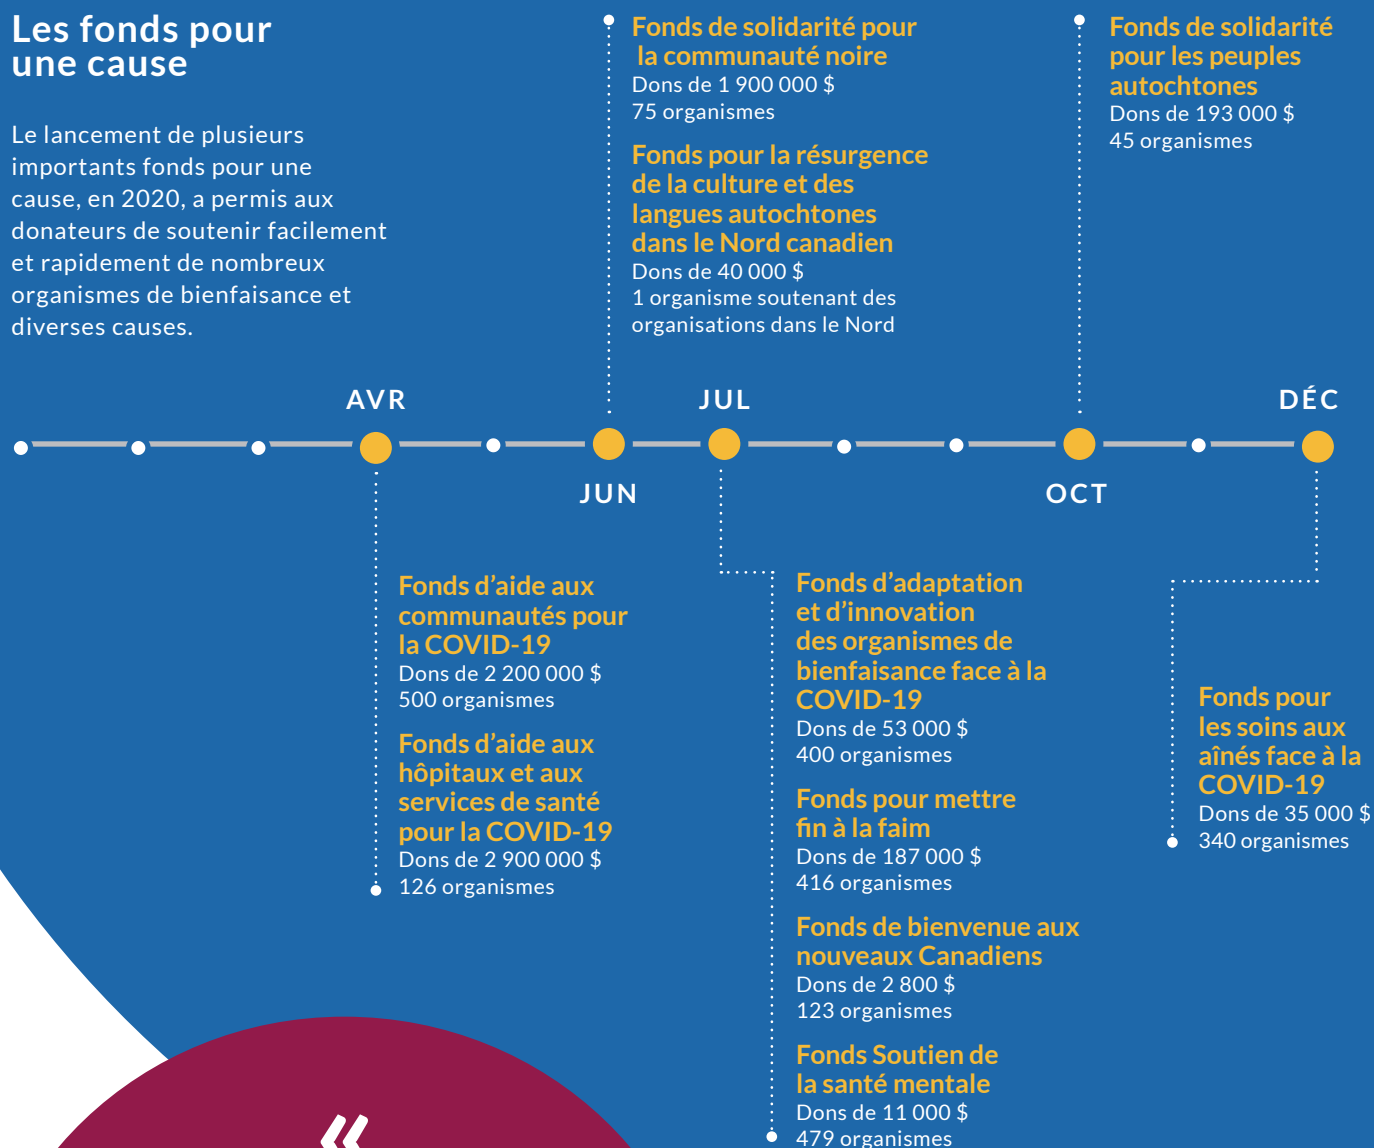 Les fonds pour
une cause
Le lancement de plusieurs
importants fonds pour une
cause, en 2020, a permis aux
donateurs de soutenir facilement
et rapidement de nombreux
organismes de bienfaisance et
diverses causes.
Fonds de solidarité pour
la communauté noire
Dons de 1 900 000 $
75 organismes
Fonds pour la résurgence
de la culture et des
langues autochtones
dans le Nord canadien
Dons de 40 000 $
1 organisme soutenant des
organisations dans le Nord
Fonds de solidarité
pour les peuples
autochtones
Dons de 193 000 $
45 organismes
AVR
JUN
JUL
OCT
DÉC
Fonds d’aide aux
communautés pour
la COVID-19
Dons de 2 200 000 $
500 organismes
Fonds d’aide aux
hôpitaux et aux
services de santé
pour la COVID-19
Dons de 2 900 000 $
126 organismes
Fonds d’adaptation
et d’innovation
des organismes de
bienfaisance face à la
COVID-19
Dons de 53 000 $
400 organismes
Fonds pour mettre
fin à la faim
Dons de 187 000 $
416 organismes
Fonds de bienvenue aux
nouveaux Canadiens
Dons de 2 800 $
123 organismes
Fonds Soutien de
la santé mentale
Dons de 11 000 $
479 organismes
Fonds pour
les soins aux
aînés face à la
COVID-19
Dons de 35 000 $
340 organismes
«